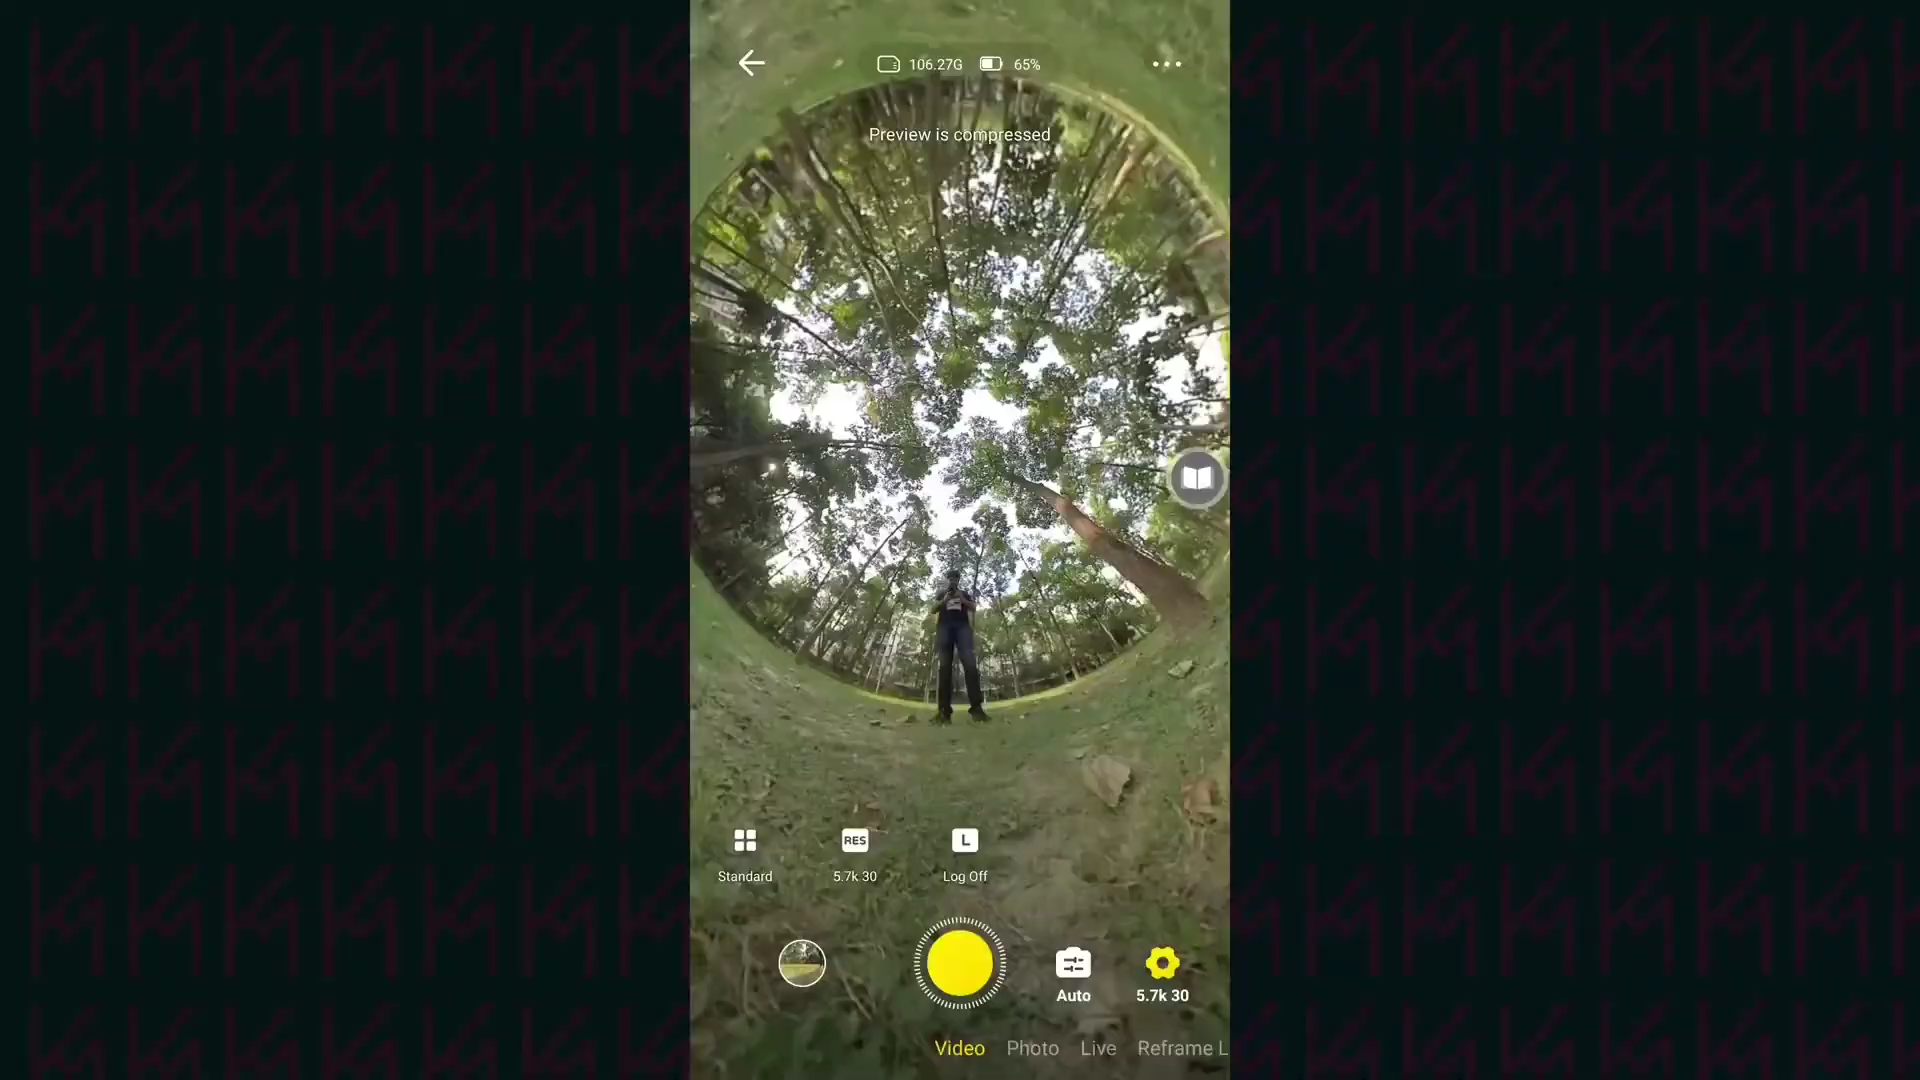 106.27G 65%
Preview is compressed
RES L
Standard 5.7k 30 Log Off
Auto 5.7k 30
Video Photo Live Reframe L